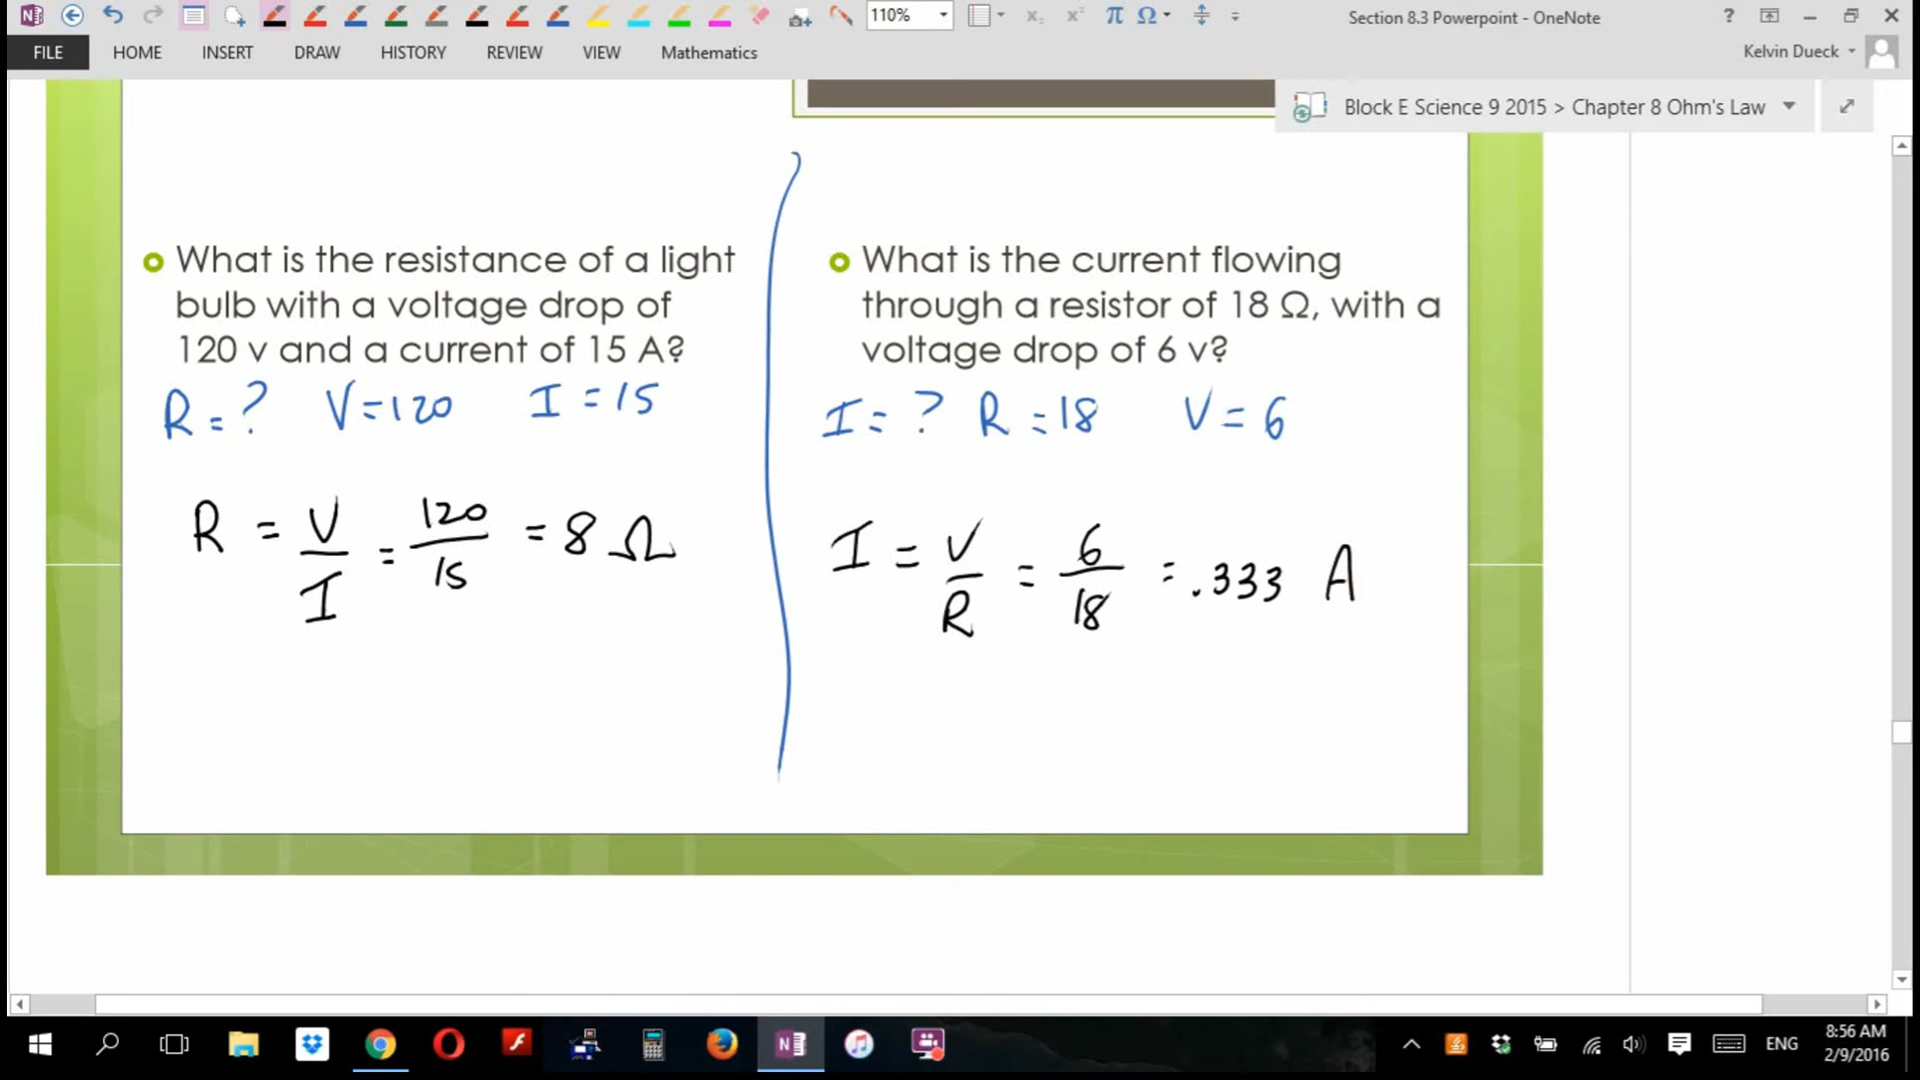 110%
x₂ x² π Ω
Section 8.3 Powerpoint - OneNote
?
FILE HOME INSERT DRAW HISTORY REVIEW VIEW Mathematics
Kelvin Dueck
Block E Science 9 2015 > Chapter 8 Ohm's Law
What is the resistance of a light
bulb with a voltage drop of
120 v and a current of 15 A?
R = ? V = 120 I = 15
R = V/I = 120/15 = 8 Ω
What is the current flowing
through a resistor of 18 Ω, with a
voltage drop of 6 v?
I = ? R = 18 V = 6
I = V/R = 6/18 = .333 A
ENG
8:56 AM
2/9/2016